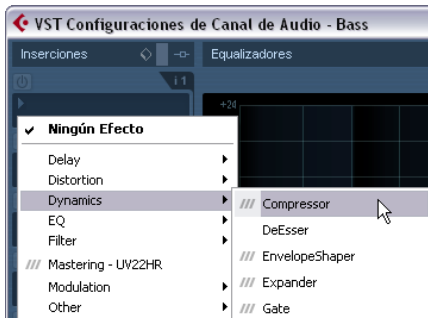 VST Configuraciones de Canal de Audio - Bass
Inserciones
Equalizadores
i 1
+24
✓ Ningún Efecto
Delay
Distortion
Dynamics
EQ
Filter
/// Mastering - UV22HR
Modulation
Other
/// Compressor
DeEsser
/// EnvelopeShaper
/// Expander
/// Gate